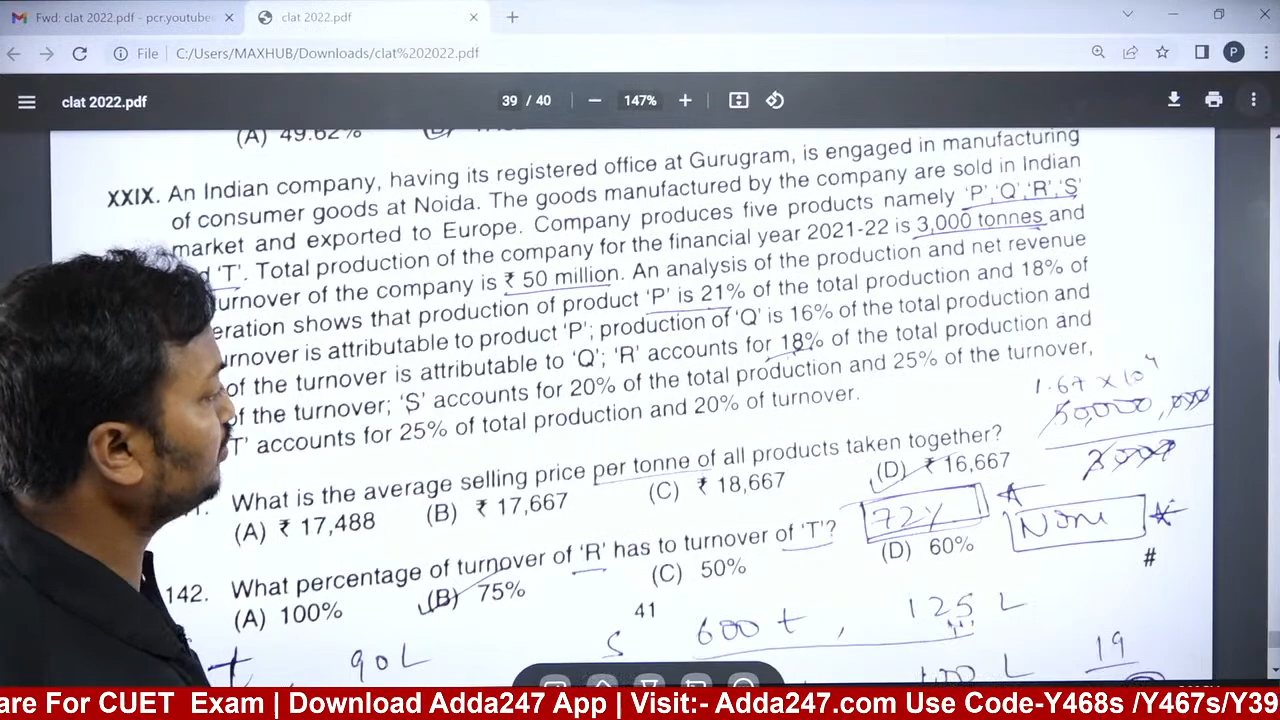 Fwd: clat 2022.pdf - pcr.youtube
clat 2022.pdf
File C:/Users/MAXHUB/Downloads/clat%202022.pdf
P
clat 2022.pdf
39 / 40
147%
(A) 49.62%
XXIX. An Indian company, having its registered office at Gurugram, is engaged in manufacturing
of consumer goods at Noida. The goods manufactured by the company are sold in Indian
market and exported to Europe. Company produces five products namely 'P','Q','R','S'
'T'. Total production of the company for the financial year 2021-22 is 3,000 tonnes and
urnover of the company is ₹ 50 million. An analysis of the production and net revenue
eration shows that production of product 'P' is 21% of the total production and 18% of
urnover is attributable to product 'P'; production of 'Q' is 16% of the total production and
of the turnover is attributable to 'Q'; 'R' accounts for 18% of the total production and
of the turnover; 'S' accounts for 20% of the total production and 25% of the turnover,
T' accounts for 25% of total production and 20% of turnover.
1.67 x 10⁴
50,000,000
3000
What is the average selling price per tonne of all products taken together?
(A) ₹ 17,488 (B) ₹ 17,667 (C) ₹ 18,667 (D) ₹ 16,667
72%
None
142. What percentage of turnover of 'R' has to turnover of 'T'?
(A) 100% (B) 75% (C) 50% (D) 60%
#
41
S 600 t , 125 L
t 90 L
100 L
19
are For CUET Exam | Download Adda247 App | Visit:- Adda247.com Use Code-Y468s /Y467s/Y39